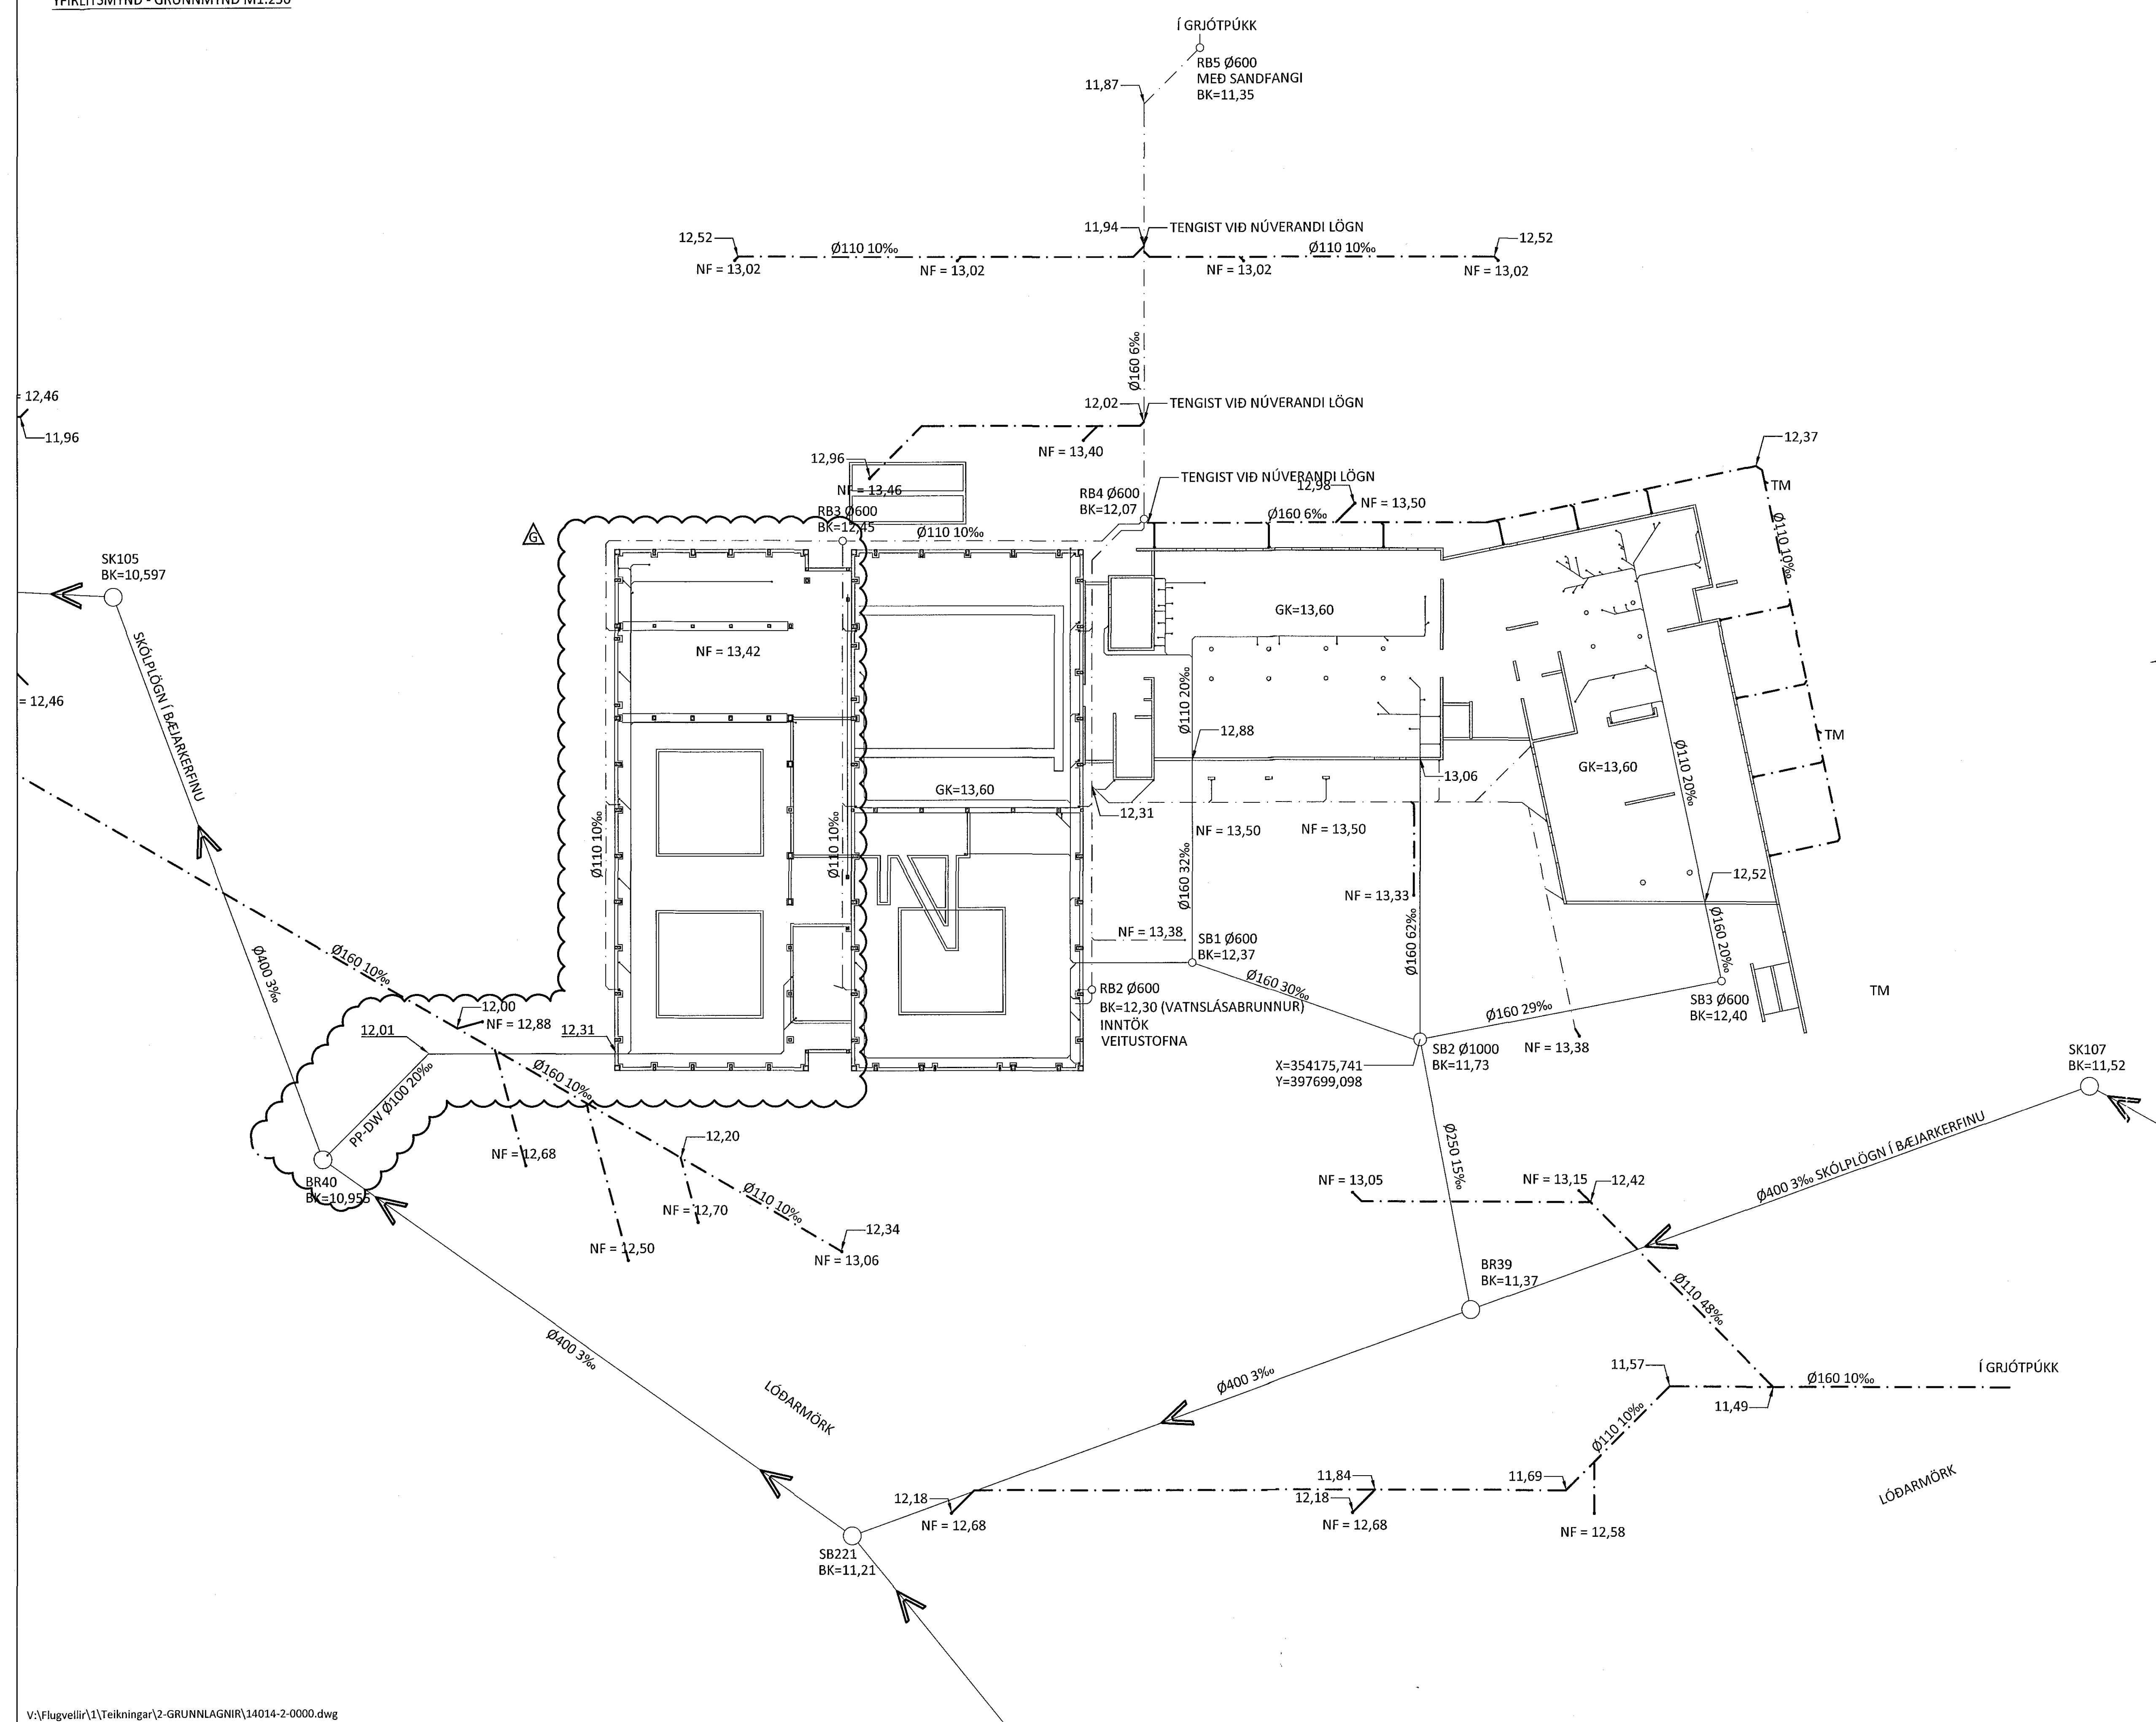 YFIRLITSMYND - GRUNNMYND M1:250
Í GRJÓTPÚKK
RB5 Ø600
MEÐ SANDFANGI
BK=11,35
11,87
11,94
TENGIST VIÐ NÚVERANDI LÖGN
12,52
Ø110 10‰
Ø110 10‰
12,52
NF = 13,02
NF = 13,02
NF = 13,02
NF = 13,02
Ø160 6‰
= 12,46
11,96
12,02
TENGIST VIÐ NÚVERANDI LÖGN
NF = 13,40
12,37
12,96
NF = 13,46
TENGIST VIÐ NÚVERANDI LÖGN
12,98
NF = 13,50
TM
RB4 Ø600
BK=12,07
RB3 Ø600
BK=12,45
Ø160 6‰
Ø110 10‰
Ø110 10‰
G
SK105
BK=10,597
GK=13,60
NF = 13,42
SKÓLPLÖGN Í BÆJARKERFINU
= 12,46
Ø110 20‰
12,88
TM
13,06
GK=13,60
Ø110 20‰
GK=13,60
12,31
NF = 13,50
NF = 13,50
Ø110 10‰
Ø110 10‰
Ø160 32‰
12,52
NF = 13,33
Ø160 62‰
Ø160 20‰
NF = 13,38
SB1 Ø600
BK=12,37
Ø400 3‰
Ø160 10‰
Ø160 30‰
RB2 Ø600
BK=12,30 (VATNSLÁSABRUNNUR)
INNTÖK
VEITUSTOFNA
TM
SB3 Ø600
BK=12,40
Ø160 29‰
12,00
NF = 12,88
12,01
12,31
NF = 13,38
SB2 Ø1000
BK=11,73
X=354175,741
Y=397699,098
SK107
BK=11,52
Ø160 10‰
PP-DW Ø100 20‰
12,20
NF = 12,68
Ø250 15‰
Ø400 3‰ SKÓLPLÖGN Í BÆJARKERFINU
BR40
BK=10,955
NF = 13,05
NF = 13,15
12,42
Ø110 10‰
NF = 12,70
12,34
NF = 12,50
NF = 13,06
BR39
BK=11,37
Ø110 48‰
Ø400 3‰
Ø400 3‰
11,57
Í GRJÓTPÚKK
Ø160 10‰
11,49
LÓÐARMÖRK
Ø110 10‰
11,84
11,69
12,18
12,18
LÓÐARMÖRK
NF = 12,68
NF = 12,68
NF = 12,58
SB221
BK=11,21
V:\Flugvellir\1\Teikningar\2-GRUNNLAGNIR\14014-2-0000.dwg